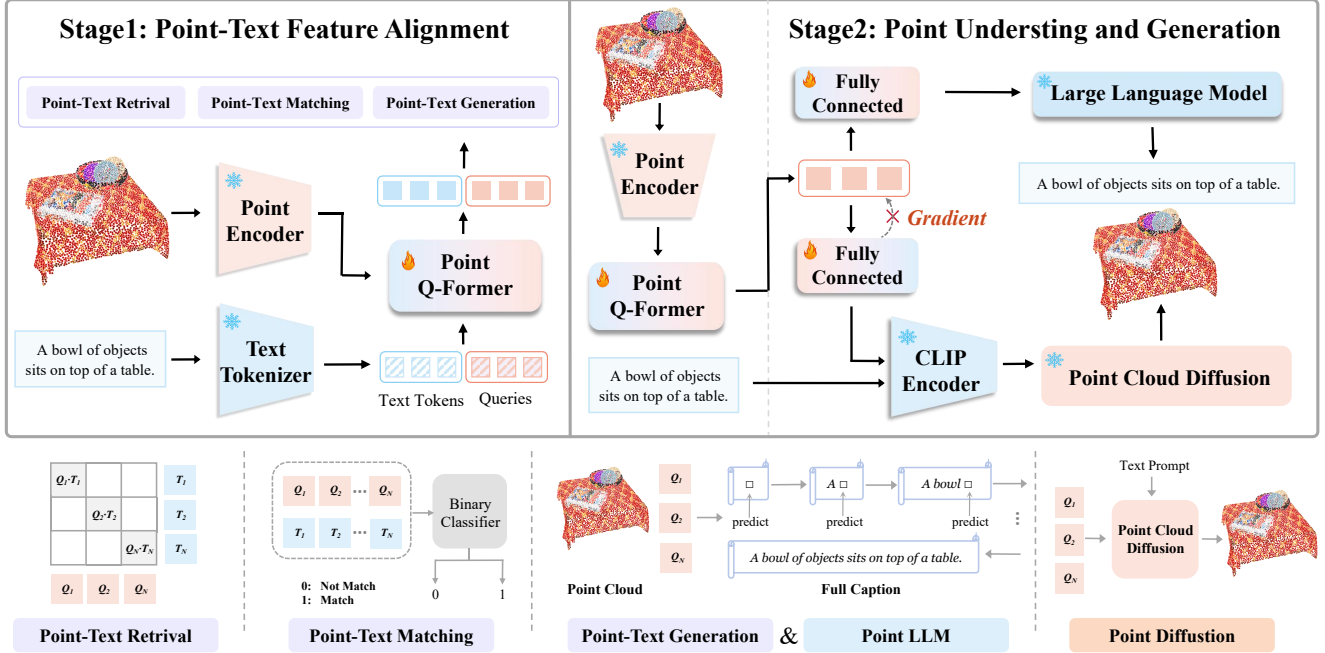 Stage1: Point-Text Feature Alignment
Point-Text Retrival
Point-Text Matching
Point-Text Generation
Point
Encoder
Point
Q-Former
A bowl of objects
sits on top of a table.
Text
Tokenizer
Text Tokens
Queries
Stage2: Point Understing and Generation
Point
Encoder
Point
Q-Former
A bowl of objects
sits on top of a table.
Fully
Connected
Large Language Model
A bowl of objects sits on top of a table.
Gradient
Fully
Connected
CLIP
Encoder
Point Cloud Diffusion
Q1·T1
Q2·T2
QN·TN
T1
T2
TN
Q1
Q2
QN
Point-Text Retrival
Q1
Q2
···
QN
T1
T2
···
TN
Binary
Classifier
0: Not Match
1: Match
0
1
Point-Text Matching
Point Cloud
Q1
Q2
QN
□
A □
A bowl □
predict
predict
predict
A bowl of objects sits on top of a table.
Full Caption
Point-Text Generation
&
Point LLM
Text Prompt
Q1
Q2
QN
Point Cloud
Diffusion
Point Diffustion